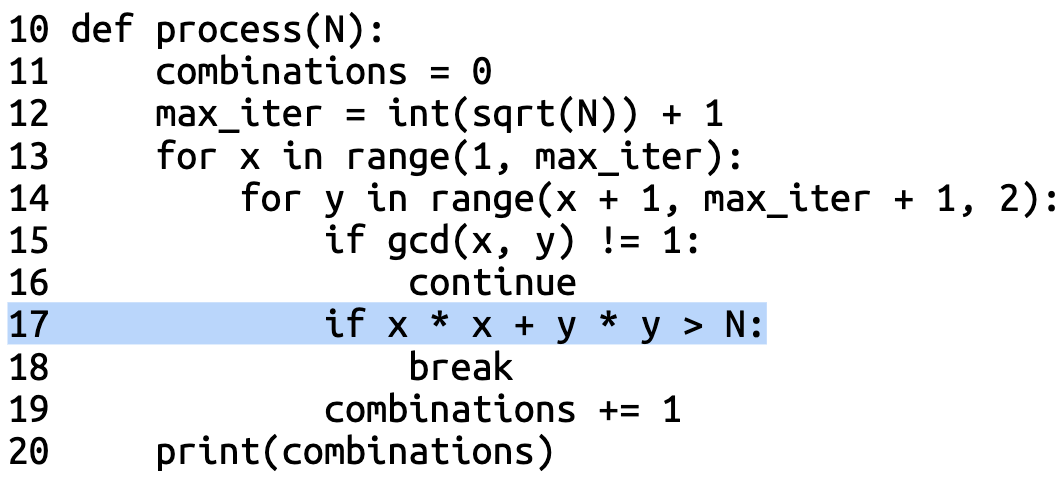 10 def process(N):
11     combinations = 0
12     max_iter = int(sqrt(N)) + 1
13     for x in range(1, max_iter):
14         for y in range(x + 1, max_iter + 1, 2):
15             if gcd(x, y) != 1:
16                 continue
17             if x * x + y * y > N:
18                 break
19             combinations += 1
20     print(combinations)